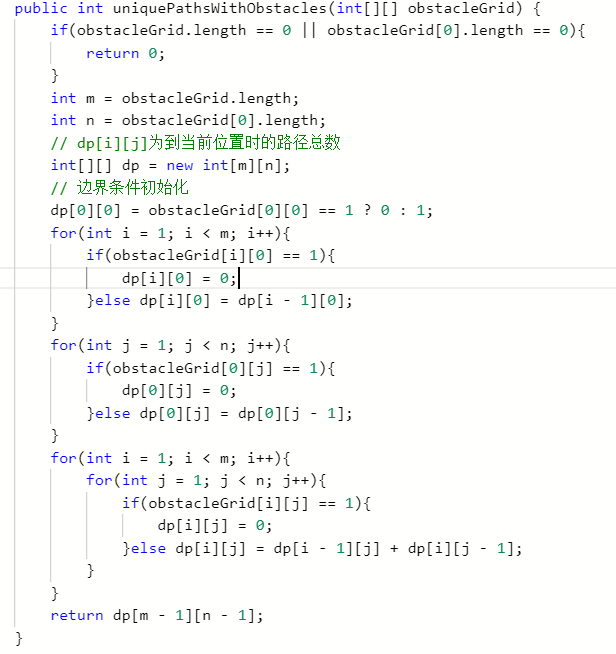 public int uniquePathsWithObstacles(int[][] obstacleGrid) {
if(obstacleGrid.length == 0 || obstacleGrid[0].length == 0){
return 0;
}
int m = obstacleGrid.length;
int n = obstacleGrid[0].length;
// dp[i][j]为到当前位置时的路径总数
int[][] dp = new int[m][n];
// 边界条件初始化
dp[0][0] = obstacleGrid[0][0] == 1 ? 0 : 1;
for(int i = 1; i < m; i++){
if(obstacleGrid[i][0] == 1){
dp[i][0] = 0;
}else dp[i][0] = dp[i - 1][0];
}
for(int j = 1; j < n; j++){
if(obstacleGrid[0][j] == 1){
dp[0][j] = 0;
}else dp[0][j] = dp[0][j - 1];
}
for(int i = 1; i < m; i++){
for(int j = 1; j < n; j++){
if(obstacleGrid[i][j] == 1){
dp[i][j] = 0;
}else dp[i][j] = dp[i - 1][j] + dp[i][j - 1];
}
}
return dp[m - 1][n - 1];
}